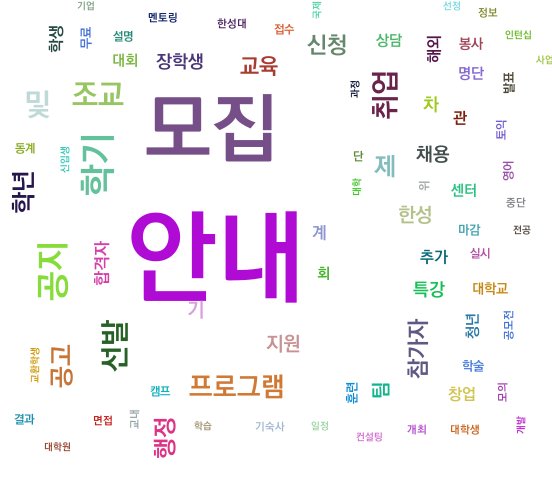 기업
멘토링
한성대
국제
선정
정보
학생
무료
설명
접수
신청
상담
해외
봉사
인턴십
대회
장학생
교육
사업
및
조교
모집
과정
취업
명단
발표
차
관
토익
동계
신입생
학기
단
제
채용
영어
학년
대학
위
센터
중단
한성
안내
계
마감
전공
공지
합격자
추가
실시
회
특강
대학교
기
선발
지원
참가자
청년
공모전
교환학생
공고
학술
캠프
프로그램
훈련
팀
창업
모의
결과
면접
교내
행정
학습
기숙사
일정
컨설팅
개최
대학생
개발
대학원